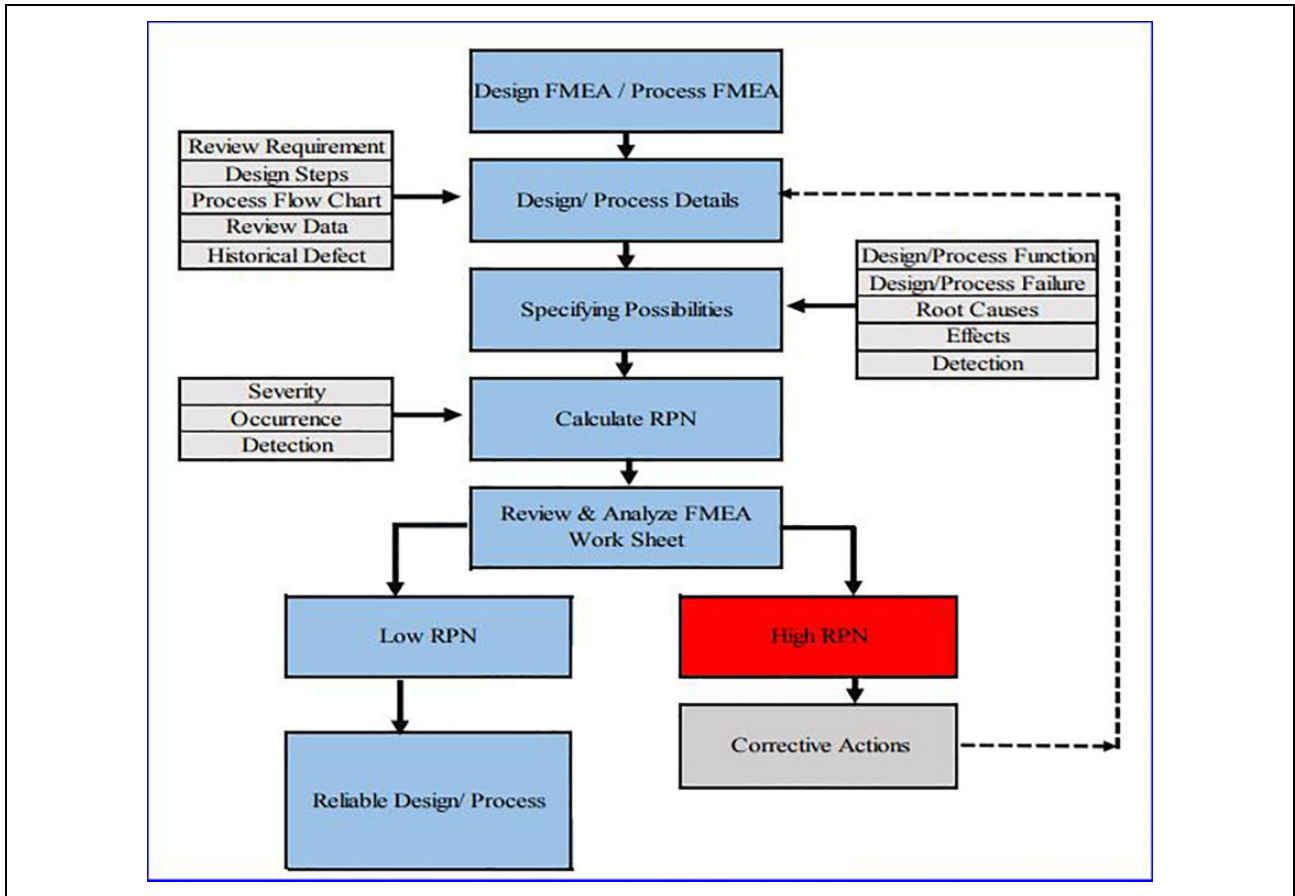 Design FMEA / Process FMEA
Review Requirement
Design Steps
Process Flow Chart
Review Data
Historical Defect
Design/ Process Details
Design/Process Function
Design/Process Failure
Root Causes
Effects
Detection
Specifying Possibilities
Severity
Occurrence
Detection
Calculate RPN
Review & Analyze FMEA
Work Sheet
Low RPN
High RPN
Corrective Actions
Reliable Design/ Process